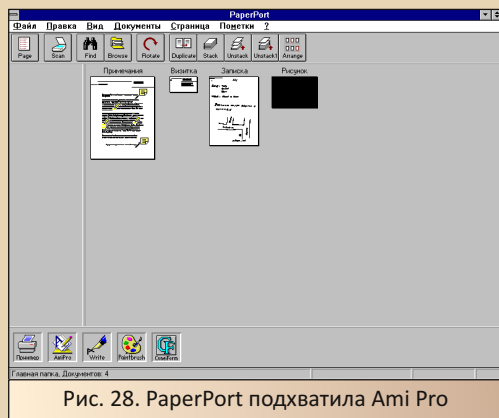 PaperPort
Файл Правка Вид Документы Страница Пометки ?
Page Scan Find Browse Rotate Duplicate Stack Unstack Unstack1 Arrange
Примечания Визитка Записка Рисунок
Принтер AmiPro Write Paintbrush
Главная папка, Документов: 4
Рис. 28. PaperPort подхватила Ami Pro